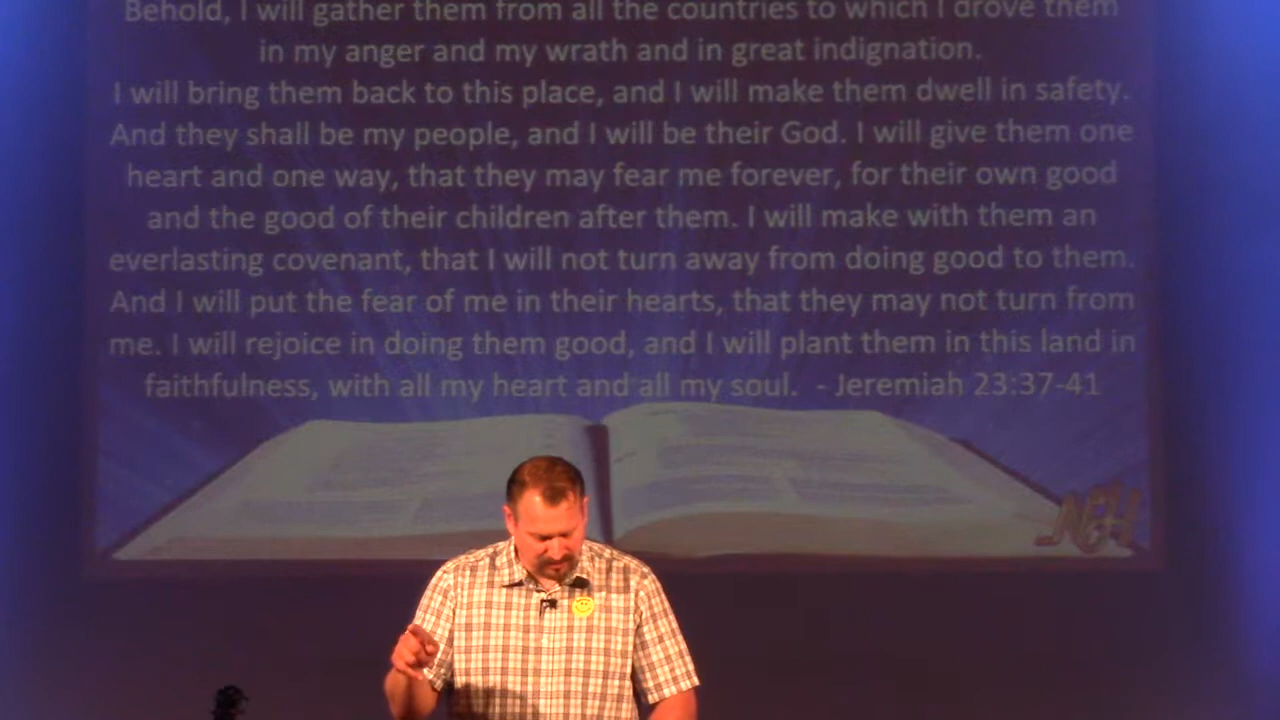 Behold, I will gather them from all the countries to which I drove them
in my anger and my wrath and in great indignation.
I will bring them back to this place, and I will make them dwell in safety.
And they shall be my people, and I will be their God. I will give them one
heart and one way, that they may fear me forever, for their own good
and the good of their children after them. I will make with them an
everlasting covenant, that I will not turn away from doing good to them.
And I will put the fear of me in their hearts, that they may not turn from
me. I will rejoice in doing them good, and I will plant them in this land in
faithfulness, with all my heart and all my soul.  - Jeremiah 23:37-41